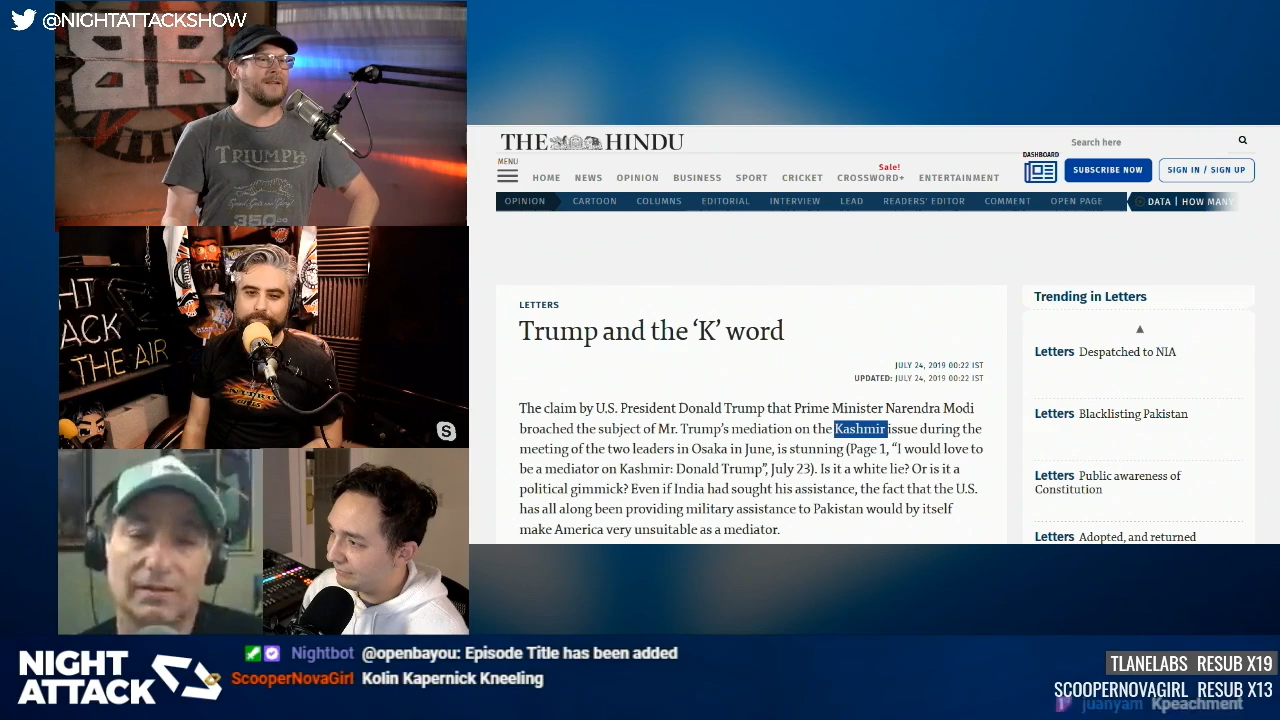 @NIGHTATTACKSHOW
TRIUMPH
350
HT
ACK
THE AIR
THE HINDU
Search here
MENU
HOME
NEWS
OPINION
BUSINESS
SPORT
CRICKET
Sale!
CROSSWORD+
ENTERTAINMENT
DASHBOARD
SUBSCRIBE NOW
SIGN IN / SIGN UP
OPINION
CARTOON
COLUMNS
EDITORIAL
INTERVIEW
LEAD
READERS' EDITOR
COMMENT
OPEN PAGE
DATA | HOW MANY
LETTERS
Trump and the ‘K’ word
JULY 24, 2019 00:22 IST
UPDATED: JULY 24, 2019 00:22 IST
The claim by U.S. President Donald Trump that Prime Minister Narendra Modi
broached the subject of Mr. Trump’s mediation on the Kashmir issue during the
meeting of the two leaders in Osaka in June, is stunning (Page 1, “I would love to
be a mediator on Kashmir: Donald Trump”, July 23). Is it a white lie? Or is it a
political gimmick? Even if India had sought his assistance, the fact that the U.S.
has all along been providing military assistance to Pakistan would by itself
make America very unsuitable as a mediator.
Trending in Letters
Letters Despatched to NIA
Letters Blacklisting Pakistan
Letters Public awareness of
Constitution
Letters Adopted, and returned
NIGHT
ATTACK
Nightbot @openbayou: Episode Title has been added
ScooperNovaGirl Kolin Kapernick Kneeling
TLANELABS RESUB X19
SCOOPERNOVAGIRL RESUB X13
juanyam Kpeachment